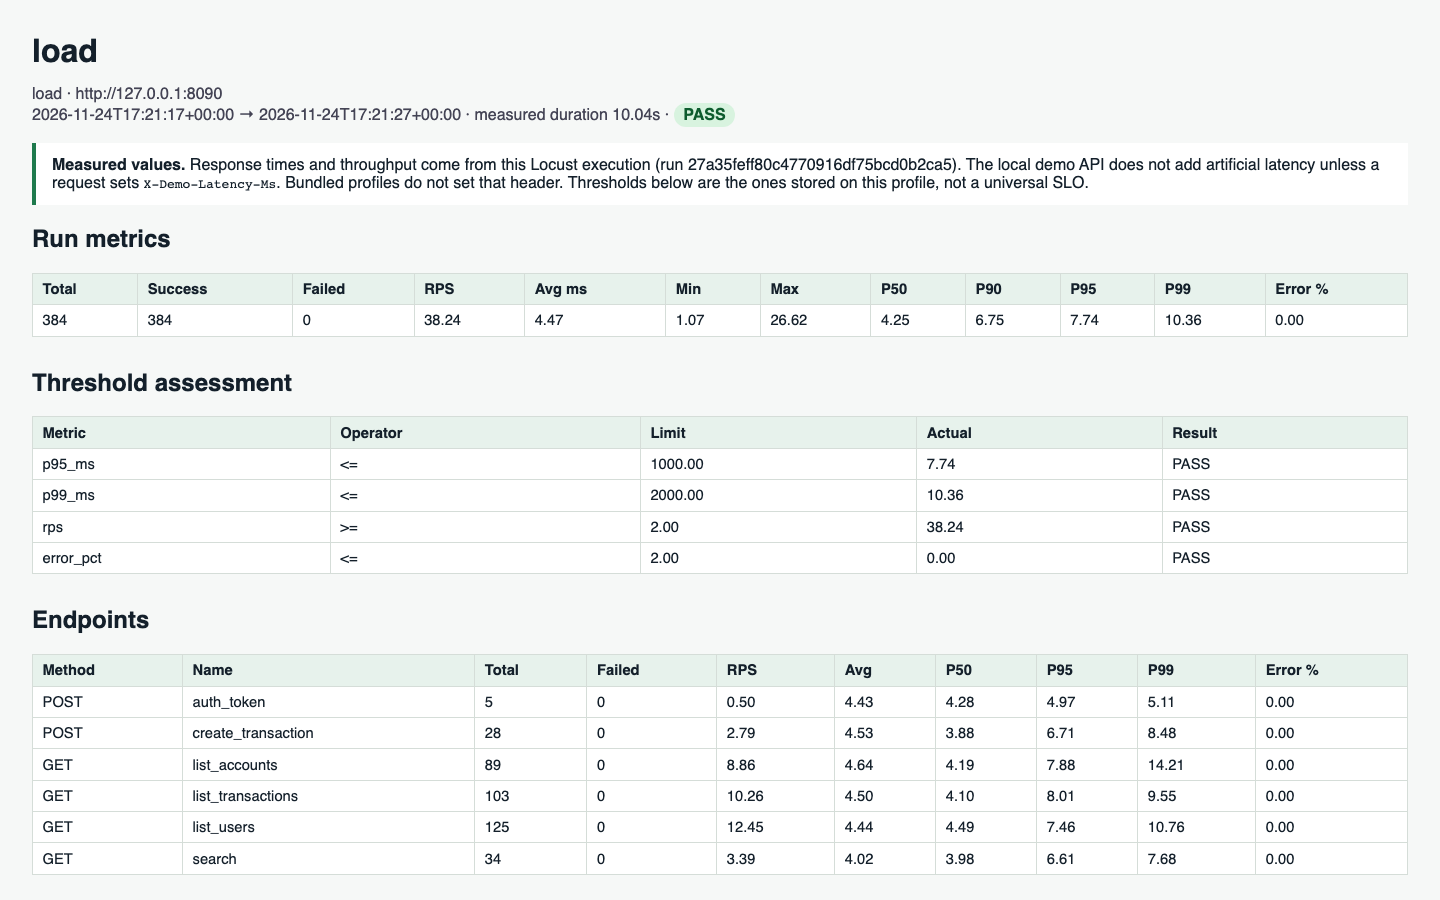 load
load · http://127.0.0.1:8090
2026-11-24T17:21:17+00:00 → 2026-11-24T17:21:27+00:00 · measured duration 10.04s · PASS
Measured values. Response times and throughput come from this Locust execution (run 27a35feff80c4770916df75bcd0b2ca5). The local demo API does not add artificial latency unless a
request sets X-Demo-Latency-Ms. Bundled profiles do not set that header. Thresholds below are the ones stored on this profile, not a universal SLO.
Run metrics
Total Success Failed RPS Avg ms Min Max P50 P90 P95 P99 Error %
384 384 0 38.24 4.47 1.07 26.62 4.25 6.75 7.74 10.36 0.00
Threshold assessment
Metric Operator Limit Actual Result
p95_ms <= 1000.00 7.74 PASS
p99_ms <= 2000.00 10.36 PASS
rps >= 2.00 38.24 PASS
error_pct <= 2.00 0.00 PASS
Endpoints
Method Name Total Failed RPS Avg P50 P95 P99 Error %
POST auth_token 5 0 0.50 4.43 4.28 4.97 5.11 0.00
POST create_transaction 28 0 2.79 4.53 3.88 6.71 8.48 0.00
GET list_accounts 89 0 8.86 4.64 4.19 7.88 14.21 0.00
GET list_transactions 103 0 10.26 4.50 4.10 8.01 9.55 0.00
GET list_users 125 0 12.45 4.44 4.49 7.46 10.76 0.00
GET search 34 0 3.39 4.02 3.98 6.61 7.68 0.00